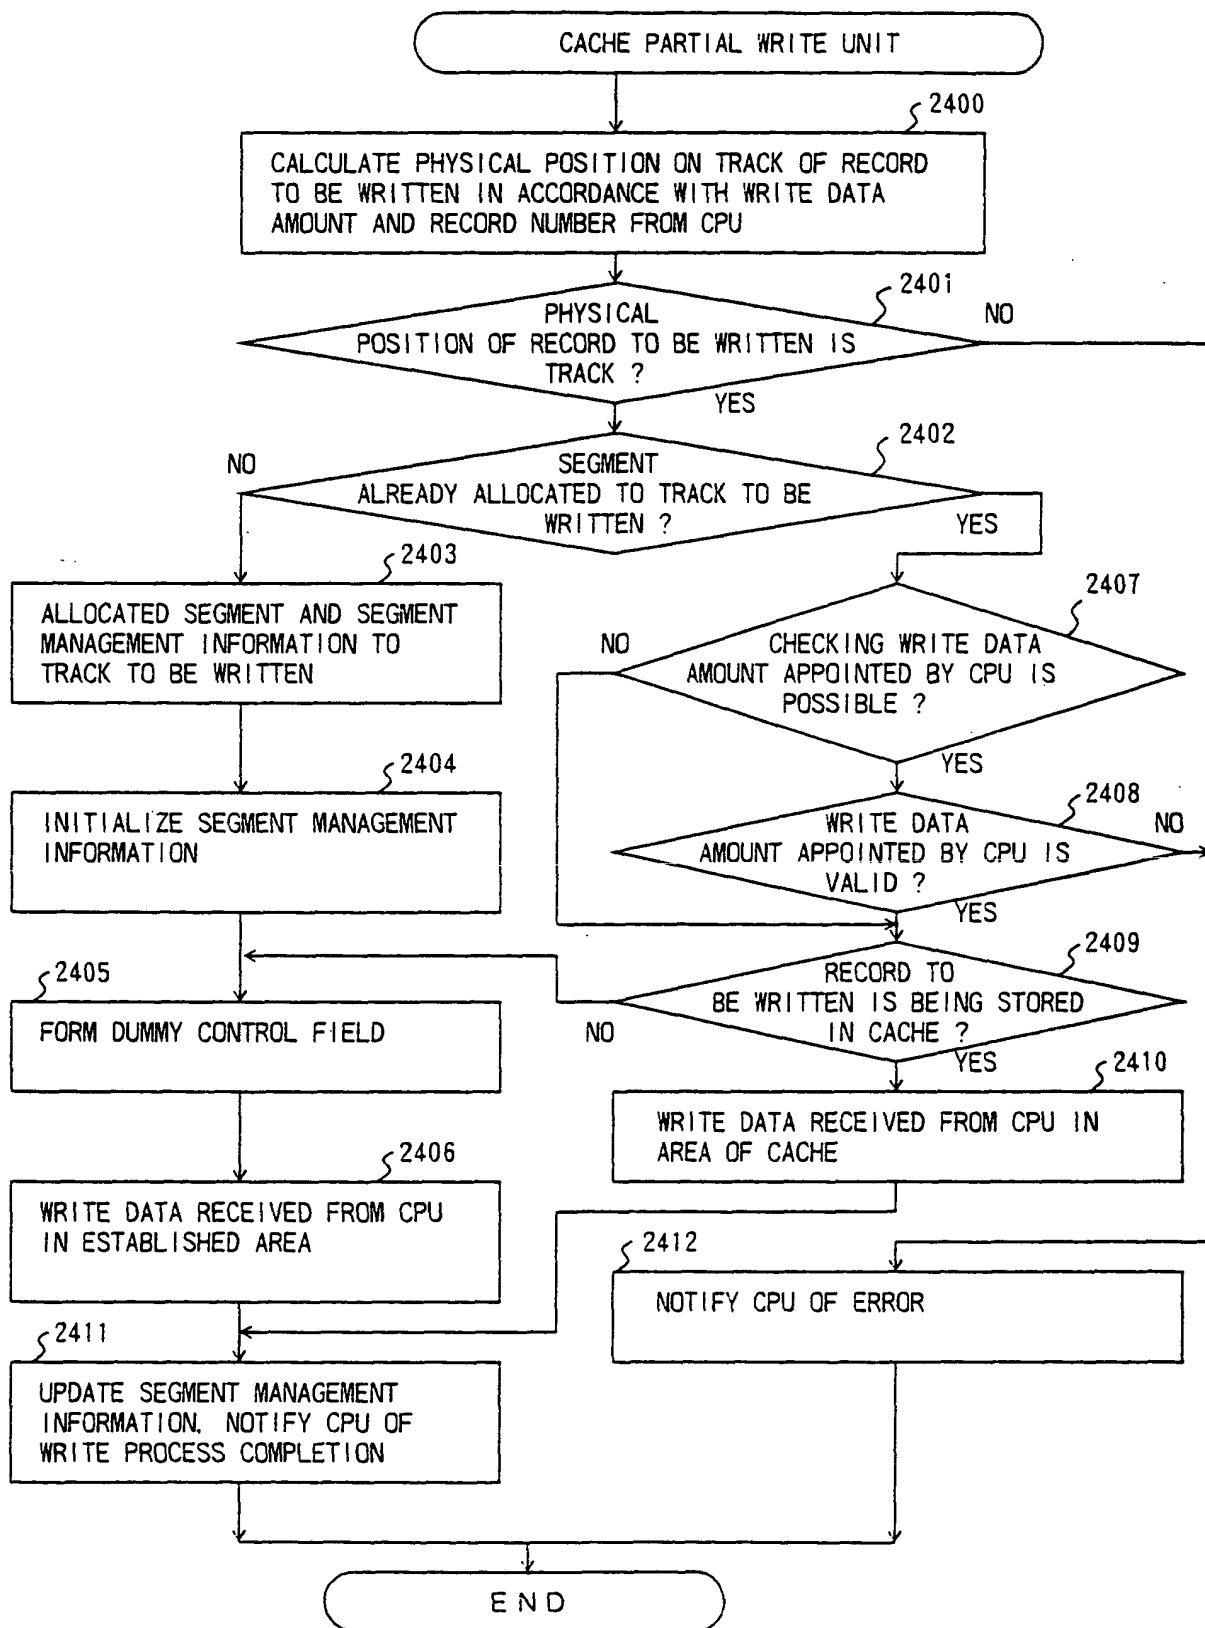 CACHE PARTIAL WRITE UNIT
2400
CALCULATE PHYSICAL POSITION ON TRACK OF RECORD
TO BE WRITTEN IN ACCORDANCE WITH WRITE DATA
AMOUNT AND RECORD NUMBER FROM CPU
2401
NO
PHYSICAL
POSITION OF RECORD TO BE WRITTEN IS
TRACK ?
YES
2402
NO
SEGMENT
ALREADY ALLOCATED TO TRACK TO BE
WRITTEN ?
YES
2403
ALLOCATED SEGMENT AND SEGMENT
MANAGEMENT INFORMATION TO
TRACK TO BE WRITTEN
2407
NO
CHECKING WRITE DATA
AMOUNT APPOINTED BY CPU IS
POSSIBLE ?
YES
2404
INITIALIZE SEGMENT MANAGEMENT
INFORMATION
2408
NO
WRITE DATA
AMOUNT APPOINTED BY CPU IS
VALID ?
YES
2405
FORM DUMMY CONTROL FIELD
2409
RECORD TO
BE WRITTEN IS BEING STORED
IN CACHE ?
NO
YES
2410
WRITE DATA RECEIVED FROM CPU IN
AREA OF CACHE
2406
WRITE DATA RECEIVED FROM CPU
IN ESTABLISHED AREA
2412
NOTIFY CPU OF ERROR
2411
UPDATE SEGMENT MANAGEMENT
INFORMATION, NOTIFY CPU OF
WRITE PROCESS COMPLETION
END